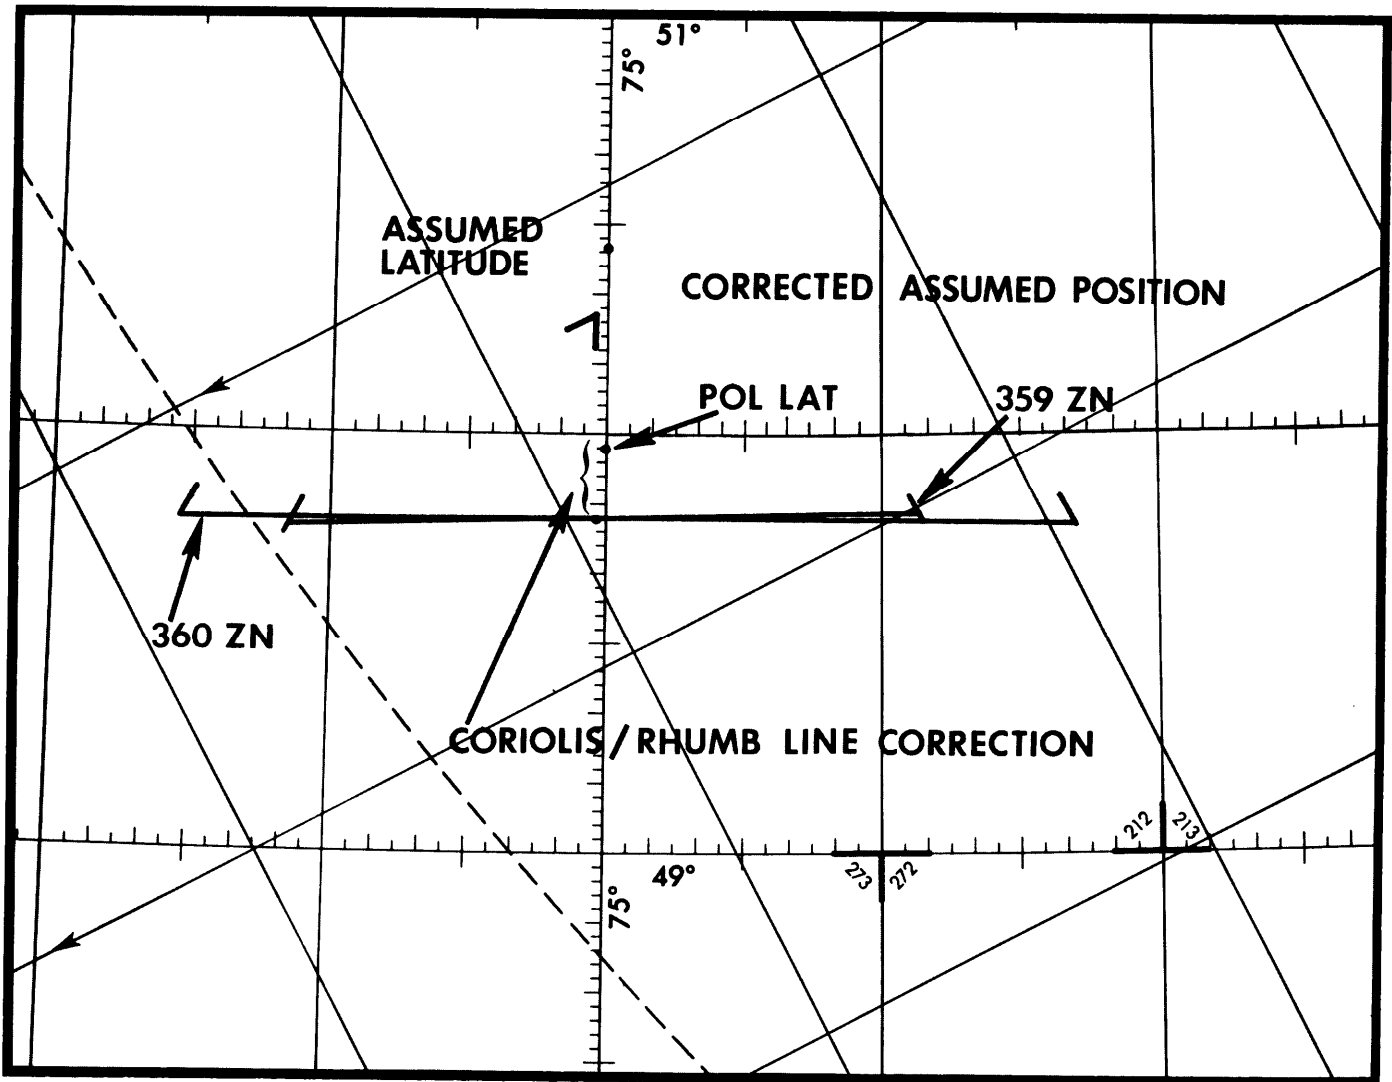 51°
75°
ASSUMED
LATITUDE
CORRECTED ASSUMED POSITION
POL LAT
359 ZN
360 ZN
CORIOLIS/RHUMB LINE CORRECTION
212 213
273 272
49°
75°